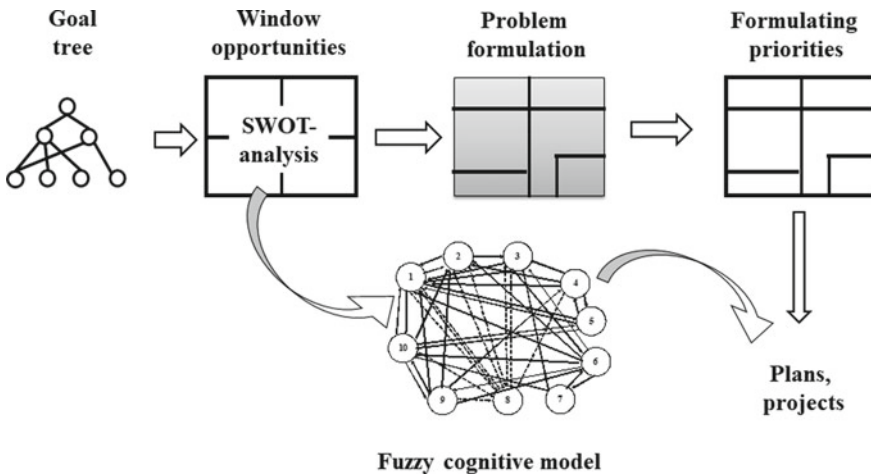 Goal
tree
Window
opportunities
Problem
formulation
Formulating
priorities
SWOT-
analysis
1
2
3
4
5
6
7
8
9
10
Plans,
projects
Fuzzy cognitive model